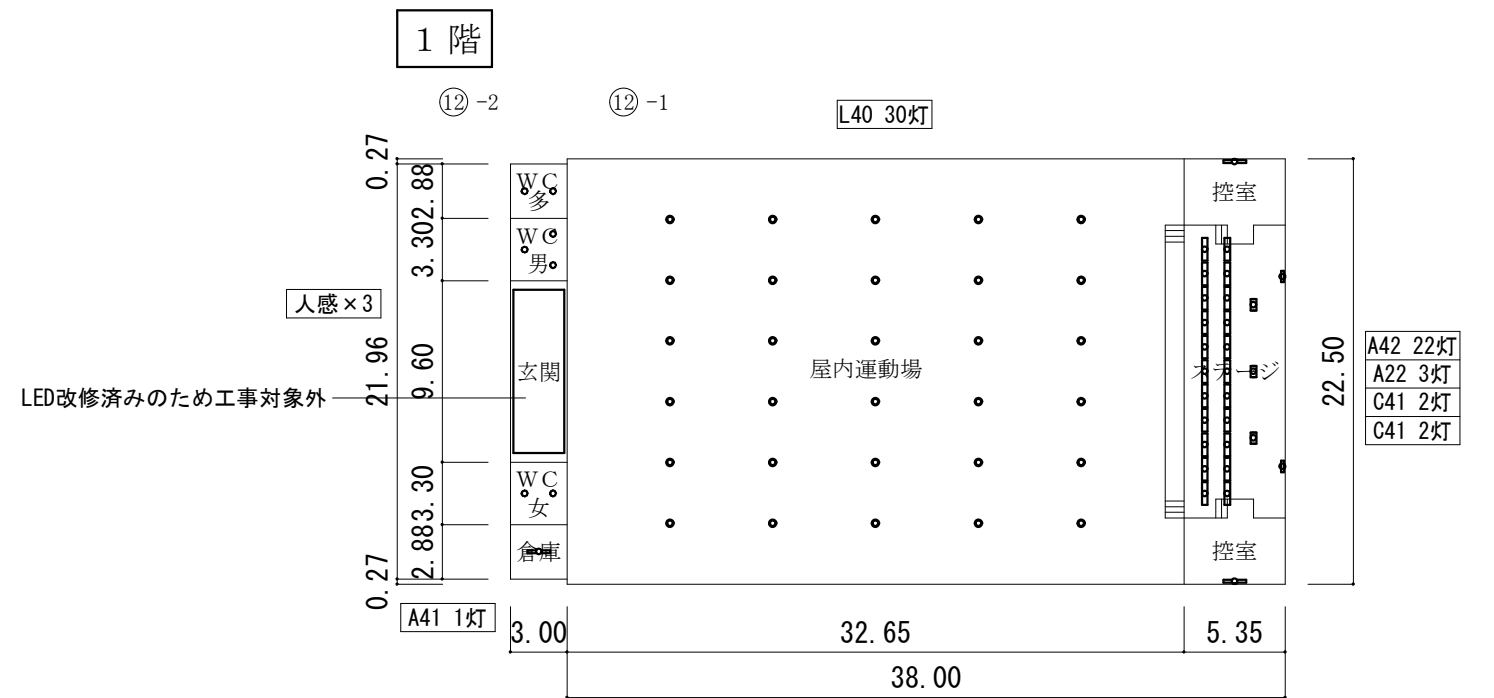 1 階
⑫-2
⑫-1
L40 30灯
0.27
2.88
3.30
9.60
3.30
2.88
0.27
21.96
人感×3
LED改修済みのため工事対象外
A41 1灯
WC
多
WC
男
玄関
WC
女
倉庫
屋内運動場
控室
ステージ
控室
22.50
A42 22灯
A22 3灯
C41 2灯
C41 2灯
3.00
32.65
5.35
38.00